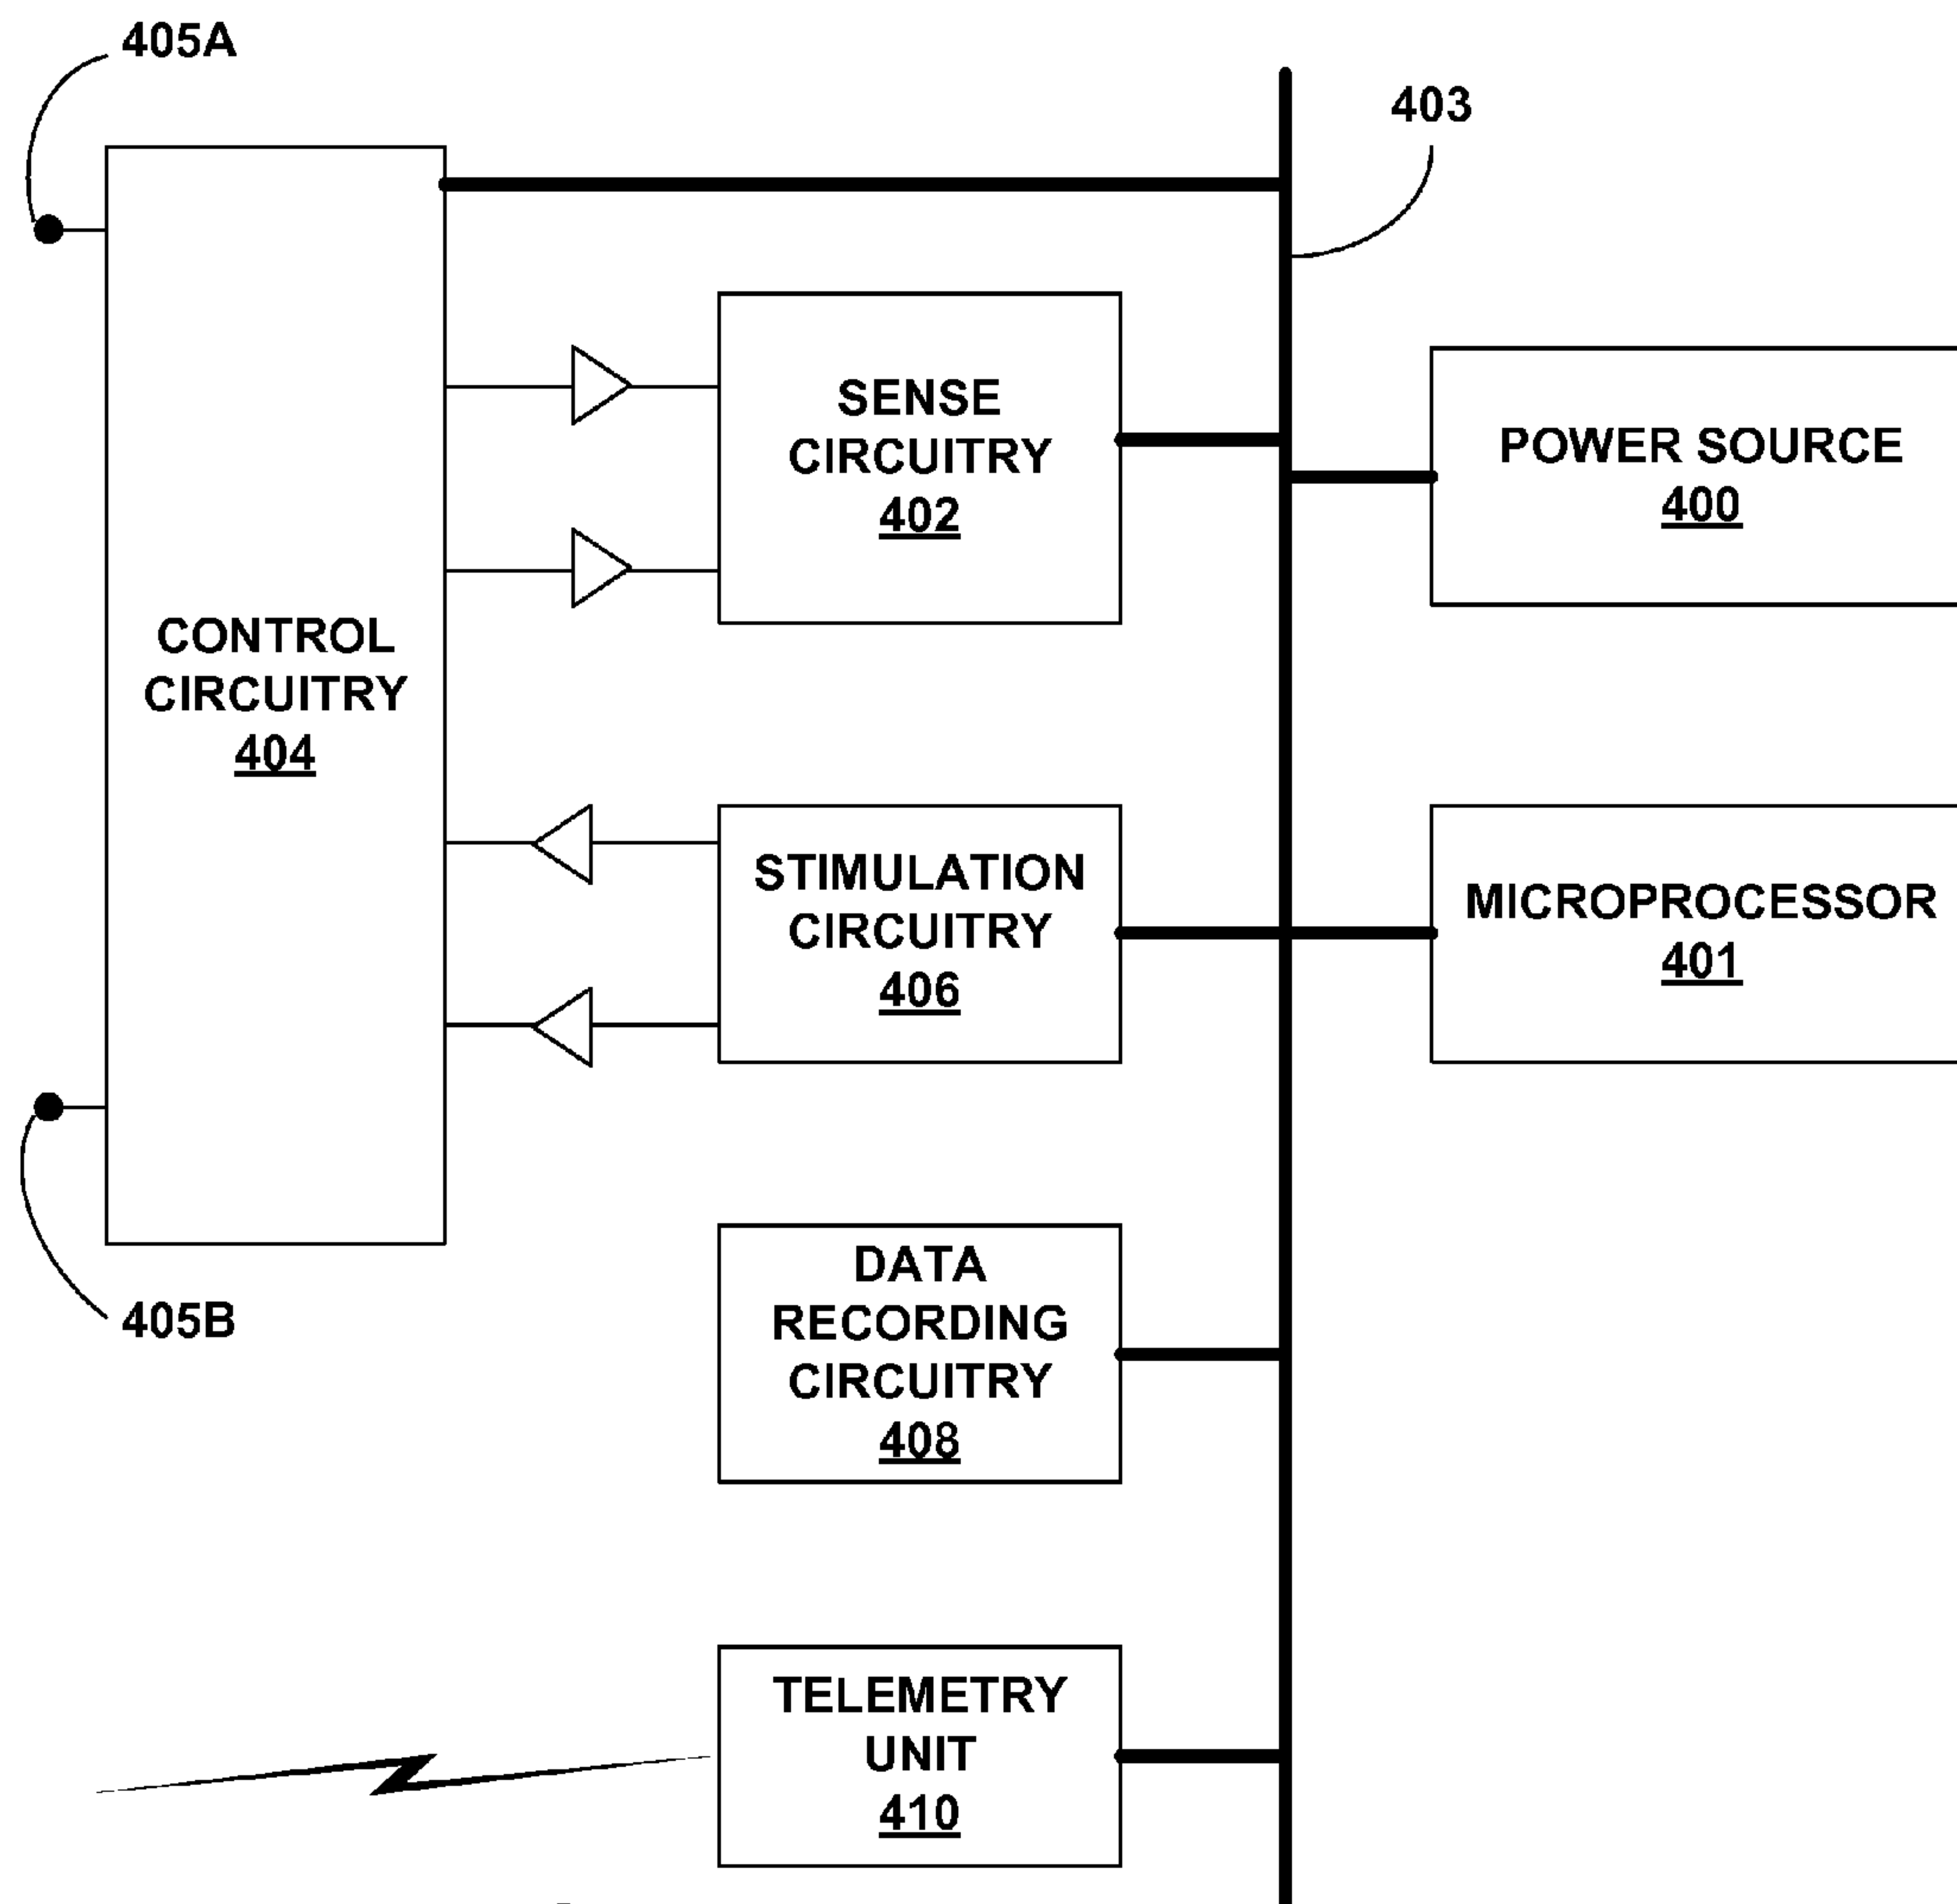 405A
403
SENSE
CIRCUITRY
402
POWER SOURCE
400
CONTROL
CIRCUITRY
404
STIMULATION
CIRCUITRY
406
MICROPROCESSOR
401
DATA
RECORDING
CIRCUITRY
408
405B
TELEMETRY
UNIT
410